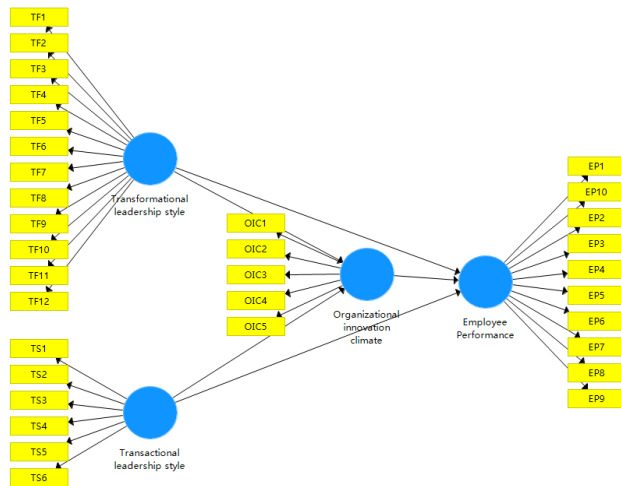 TF1
TF2
TF3
TF4
TF5
TF6
TF7
TF8
TF9
TF10
TF11
TF12
Transformational
leadership style
TS1
TS2
TS3
TS4
TS5
TS6
Transactional
leadership style
OIC1
OIC2
OIC3
OIC4
OIC5
Organizational
innovation
climate
Employee
Performance
EP1
EP10
EP2
EP3
EP4
EP5
EP6
EP7
EP8
EP9